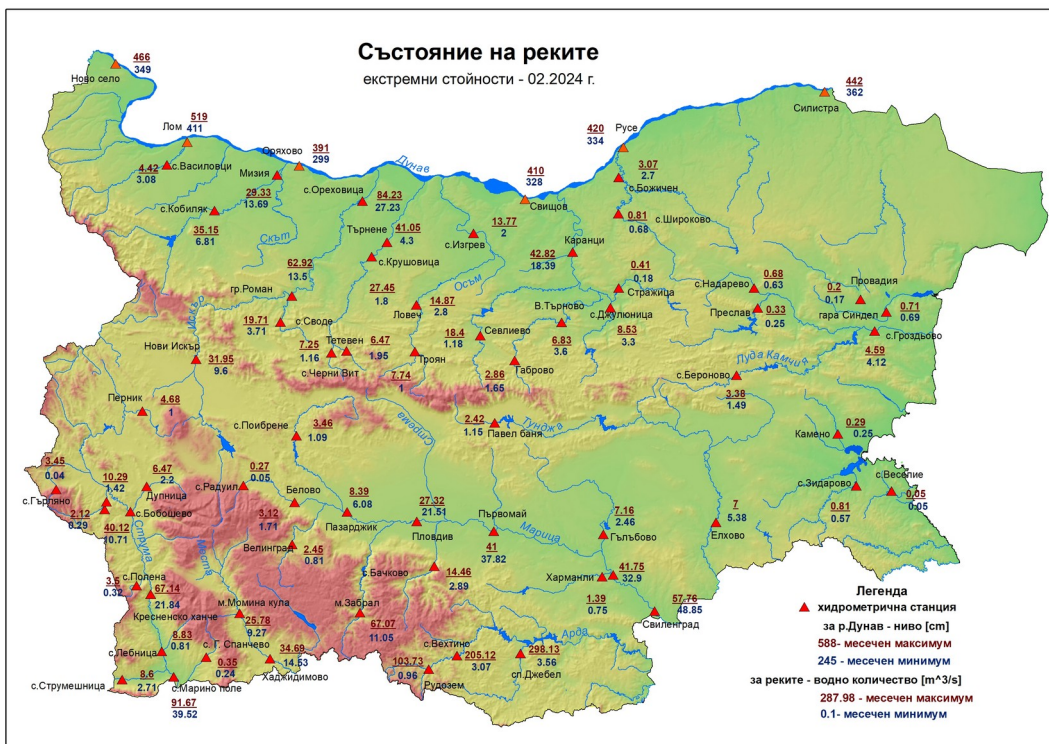 Състояние на реките
екстремни стойности - 02.2024 г.
466
349
Ново село
442
362
Силистра
519
411
Лом
420
334
Русе
391
299
Оряхово
Дунав
4.42
3.08
с.Василовци
Мизия
29.33
13.69
с.Ореховица
84.23
27.23
410
328
Свищов
3.07
2.7
с.Божичен
с.Кобиляк
35.15
6.81
Скът
Търнене
41.05
4.3
с.Изгрев
13.77
2
0.81
0.68
с.Широково
с.Крушовица
Каранци
42.82
18.39
62.92
13.5
гр.Роман
27.45
1.8
Осъм
Ловеч
14.87
2.8
0.41
0.18
Стражица
с.Надарево
0.68
0.63
Провадия
0.2
0.17
Искър
В.Търново
с.Джулюница
Преслав
0.33
0.25
гара Синдел
0.71
0.69
с.Гроздьово
19.71
3.71
с.Своде
Севлиево
18.4
1.18
6.83
3.6
8.53
3.3
4.59
4.12
Нови Искър
31.95
9.6
7.25
1.16
Тетевен
6.47
1.95
с.Черни Вит
Троян
7.74
1
2.86
1.65
Габрово
Луда Камчия
с.Бероново
3.38
1.49
Перник
4.68
1
с.Поибрене
3.46
1.09
Стряма
2.42
1.15
Павел баня
Тунджа
Камено
0.29
0.25
3.45
0.04
с.Гърляно
10.29
1.42
6.47
2.2
Дупница
с.Радуил
0.27
0.05
Белово
8.39
6.08
27.32
21.51
Първомай
с.Зидарово
с.Веселие
0.05
0.05
2.12
0.29
с.Бобошево
40.12
10.71
3.12
1.71
Пазарджик
Пловдив
Марица
7.16
2.46
Гълъбово
7
5.38
Елхово
0.81
0.57
Струма
Места
Велинград
2.45
0.81
41
37.82
с.Бачково
14.46
2.89
Харманли
41.75
32.9
1.39
0.75
с.Полена
3.5
0.32
67.14
21.84
Кресненско ханче
м.Момина кула
25.78
9.27
м.Забрал
67.07
11.05
57.76
48.85
Свиленград
8.83
0.81
с.Лебница
с. Г. Спанчево
0.35
0.24
34.69
14.53
Хаджидимово
с.Вехтино
205.12
3.07
103.73
0.96
Рудозем
Арда
298.13
3.56
сп.Джебел
с.Струмешница
8.6
2.71
с.Марино поле
91.67
39.52
Легенда
хидрометрична станция
за р.Дунав - ниво [cm]
588- месечен максимум
245 - месечен минимум
за реките - водно количество [m^3/s]
287.98 - месечен максимум
0.1- месечен минимум